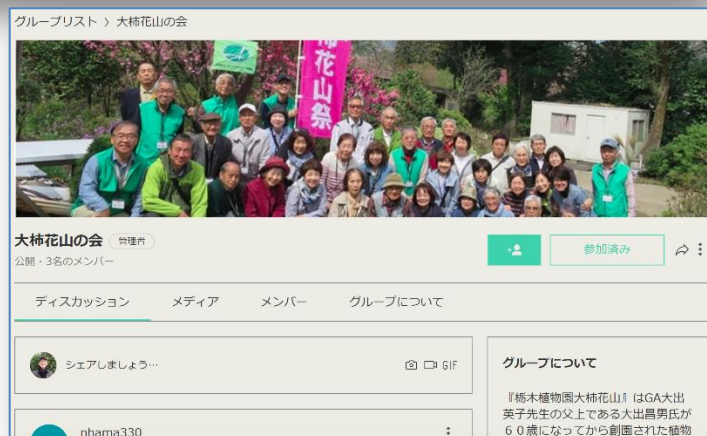 グループリスト 〉 大柿花山の会
柿花山祭
大柿花山の会 管理者
公開・3名のメンバー
参加済み
ディスカッション メディア メンバー グループについて
シェアしましょう…
GIF
グループについて
『栃木植物園大柿花山』はGA大出
英子先生の父上である大出昌男氏が
６０歳になってから創園された植物
nhama330